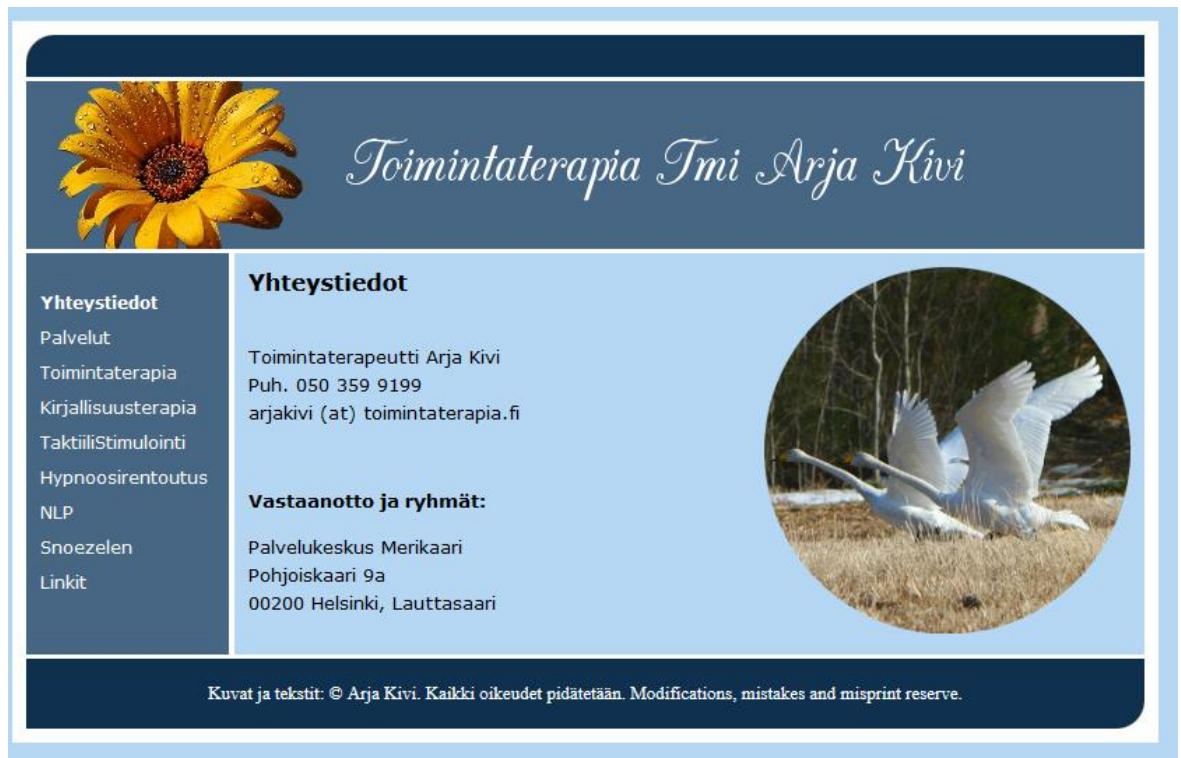 Toimintaterapia Tmi Arja Kivi
Yhteystiedot
Palvelut
Toimintaterapia
Kirjallisuusterapia
TaktiiliStimulointi
Hypnoosirentoutus
NLP
Snoezelen
Linkit
Yhteystiedot
Toimintaterapeutti Arja Kivi
Puh. 050 359 9199
arjakivi (at) toimintaterapia.fi
Vastaanotto ja ryhmät:
Palvelukeskus Merikaari
Pohjoiskaari 9a
00200 Helsinki, Lauttasaari
Kuvat ja tekstit: © Arja Kivi. Kaikki oikeudet pidätetään. Modifications, mistakes and misprint reserve.